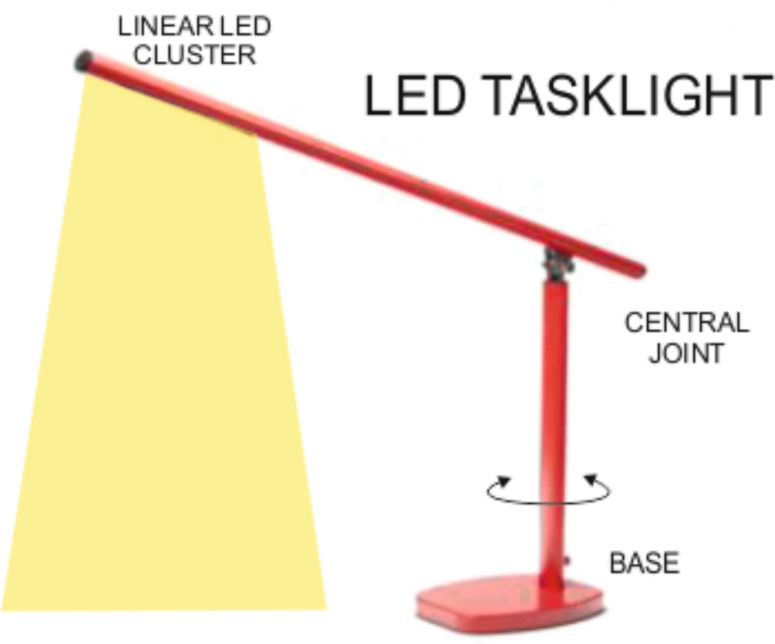 LINEAR LED
CLUSTER
LED TASKLIGHT
CENTRAL
JOINT
BASE